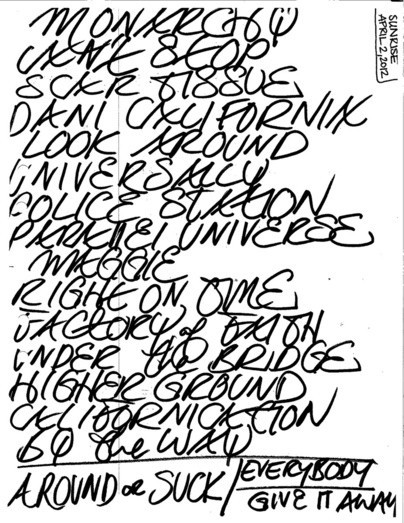 SUNRISE
APRIL 2, 2012
MONARCHY
CAN'T STOP
SCAR TISSUE
DANI CALIFORNIA
LOOK AROUND
UNIVERSALLY
POLICE STATION
PARALLEL UNIVERSE
MAGGIE
RIGHT ON TIME
FACTORY of FAITH
UNDER the BRIDGE
HIGHER GROUND
CALIFORNICATION
BY the WAY
AROUND or SUCK / EVERYBODY
GIVE IT AWAY